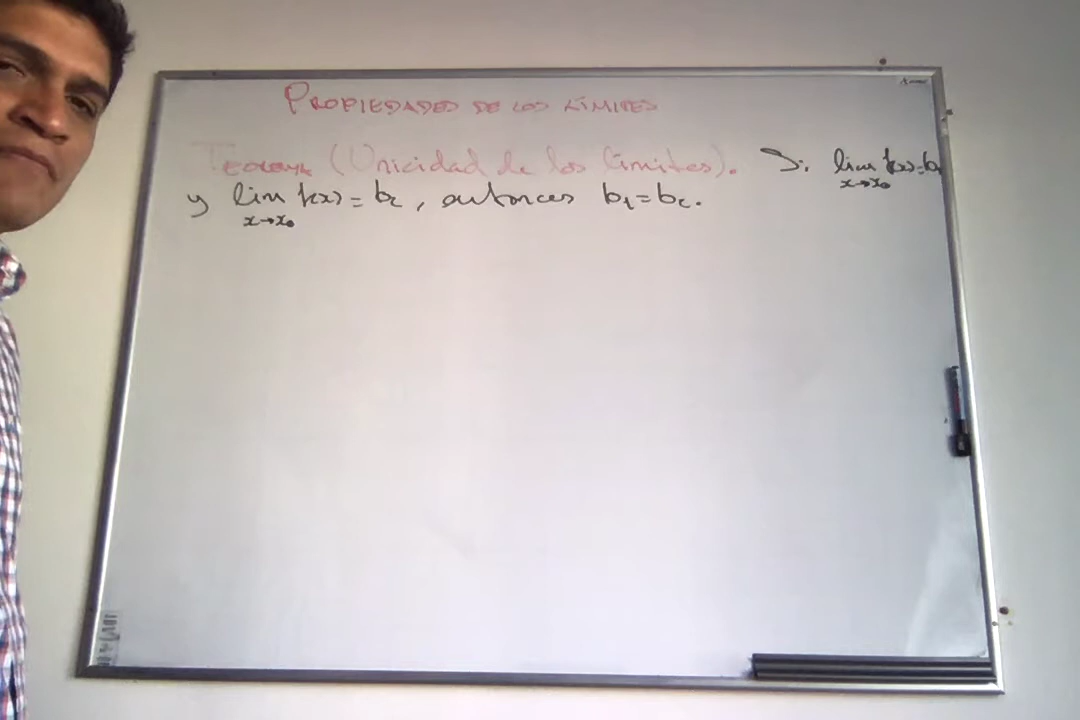 PROPIEDADES DE LOS LÍMITES
TEOREMA (Unicidad de los límites). Si lim f(x)=b₁
x→x₀
y lim f(x) = b₂, entonces b₁=b₂.
x→x₀